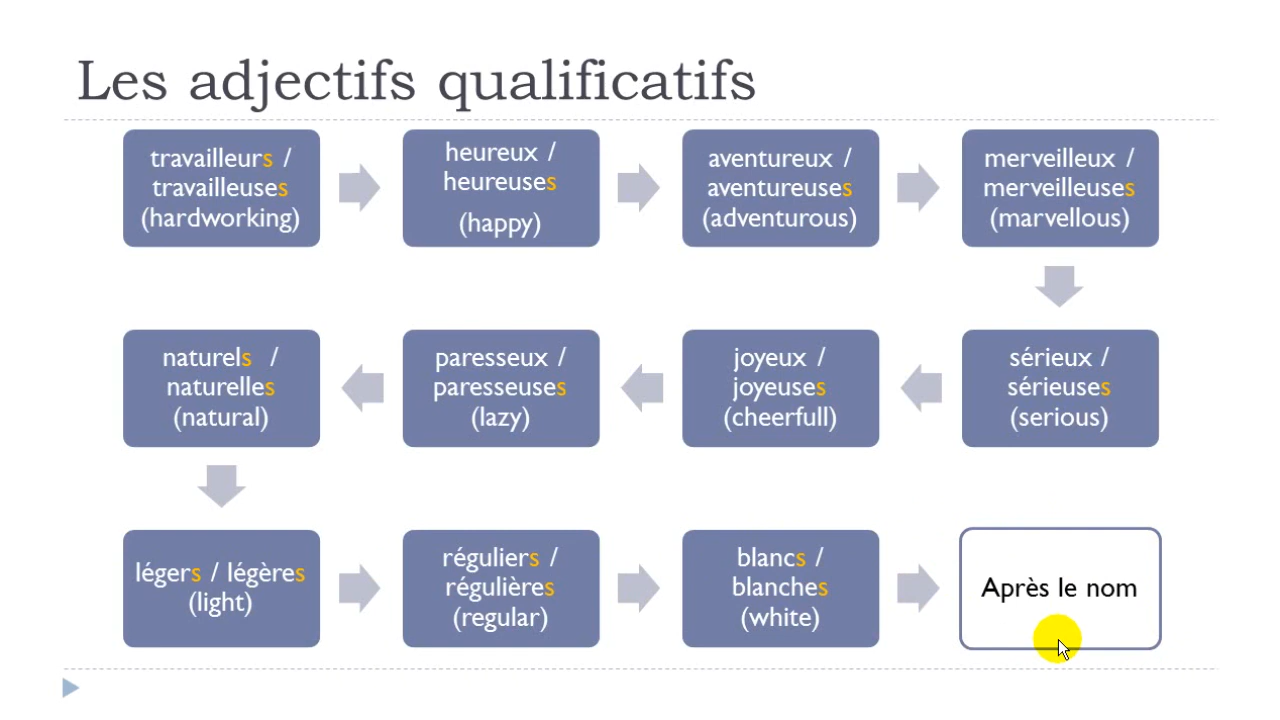 Les adjectifs qualificatifs
travailleurs /
travailleuses
(hardworking)
heureux /
heureuses
(happy)
aventureux /
aventureuses
(adventurous)
merveilleux /
merveilleuses
(marvellous)
sérieux /
sérieuses
(serious)
joyeux /
joyeuses
(cheerfull)
paresseux /
paresseuses
(lazy)
naturels /
naturelles
(natural)
légers / légères
(light)
réguliers /
régulières
(regular)
blancs /
blanches
(white)
Après le nom